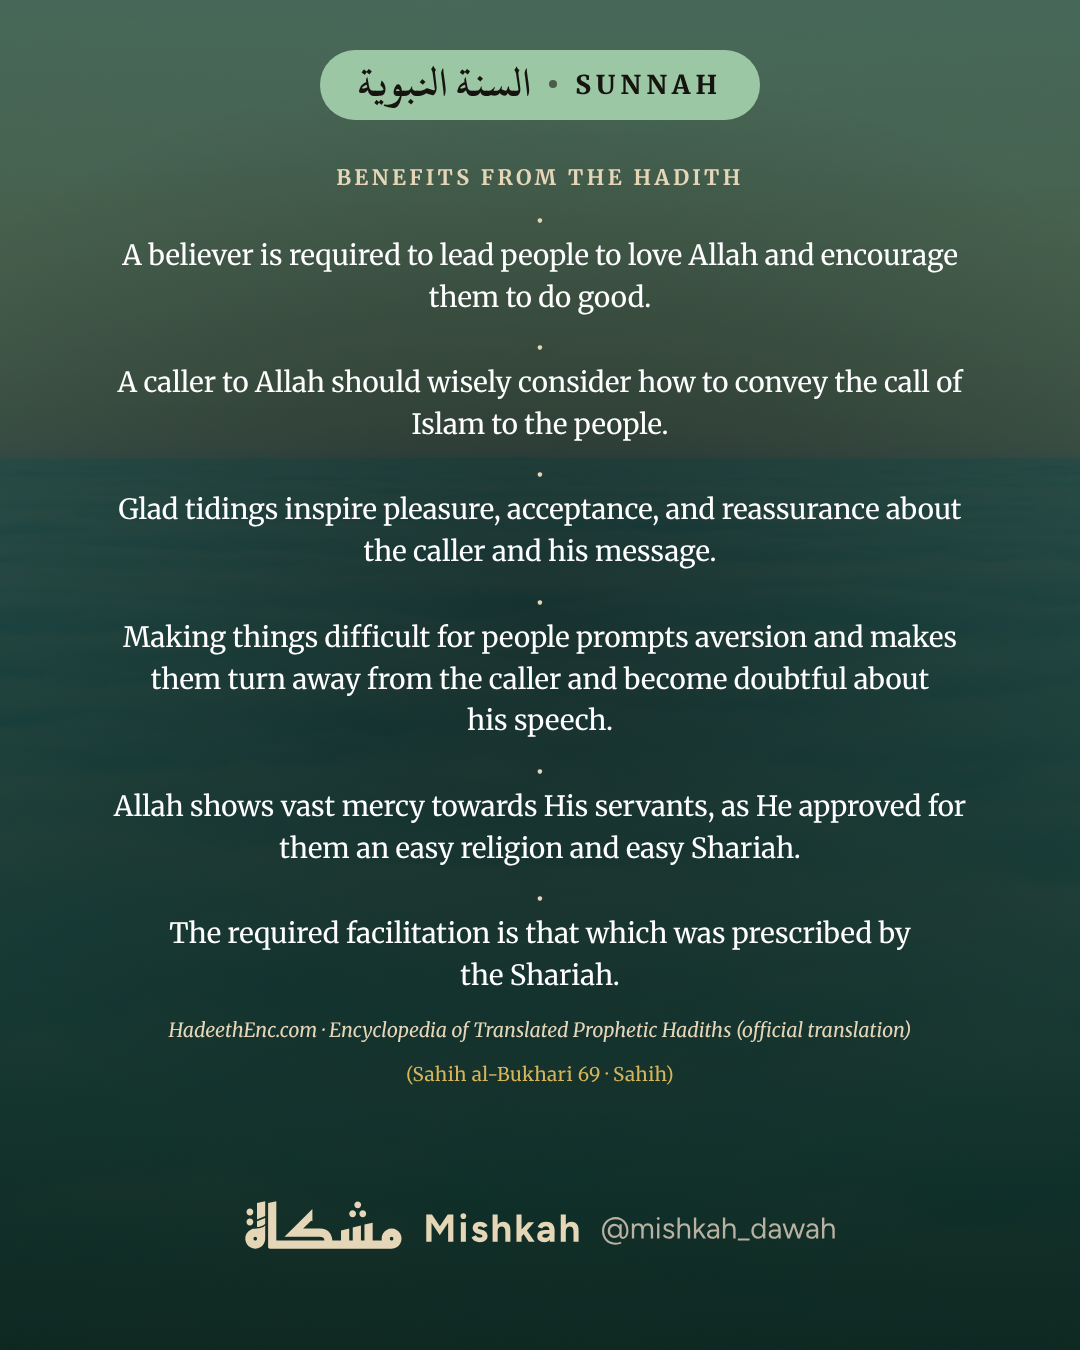 السنة النبوية • SUNNAH
BENEFITS FROM THE HADITH
·
A believer is required to lead people to love Allah and encourage
them to do good.
·
A caller to Allah should wisely consider how to convey the call of
Islam to the people.
·
Glad tidings inspire pleasure, acceptance, and reassurance about
the caller and his message.
·
Making things difficult for people prompts aversion and makes
them turn away from the caller and become doubtful about
his speech.
·
Allah shows vast mercy towards His servants, as He approved for
them an easy religion and easy Shariah.
·
The required facilitation is that which was prescribed by
the Shariah.
HadeethEnc.com · Encyclopedia of Translated Prophetic Hadiths (official translation)
(Sahih al-Bukhari 69 · Sahih)
مشكاة Mishkah @mishkah_dawah